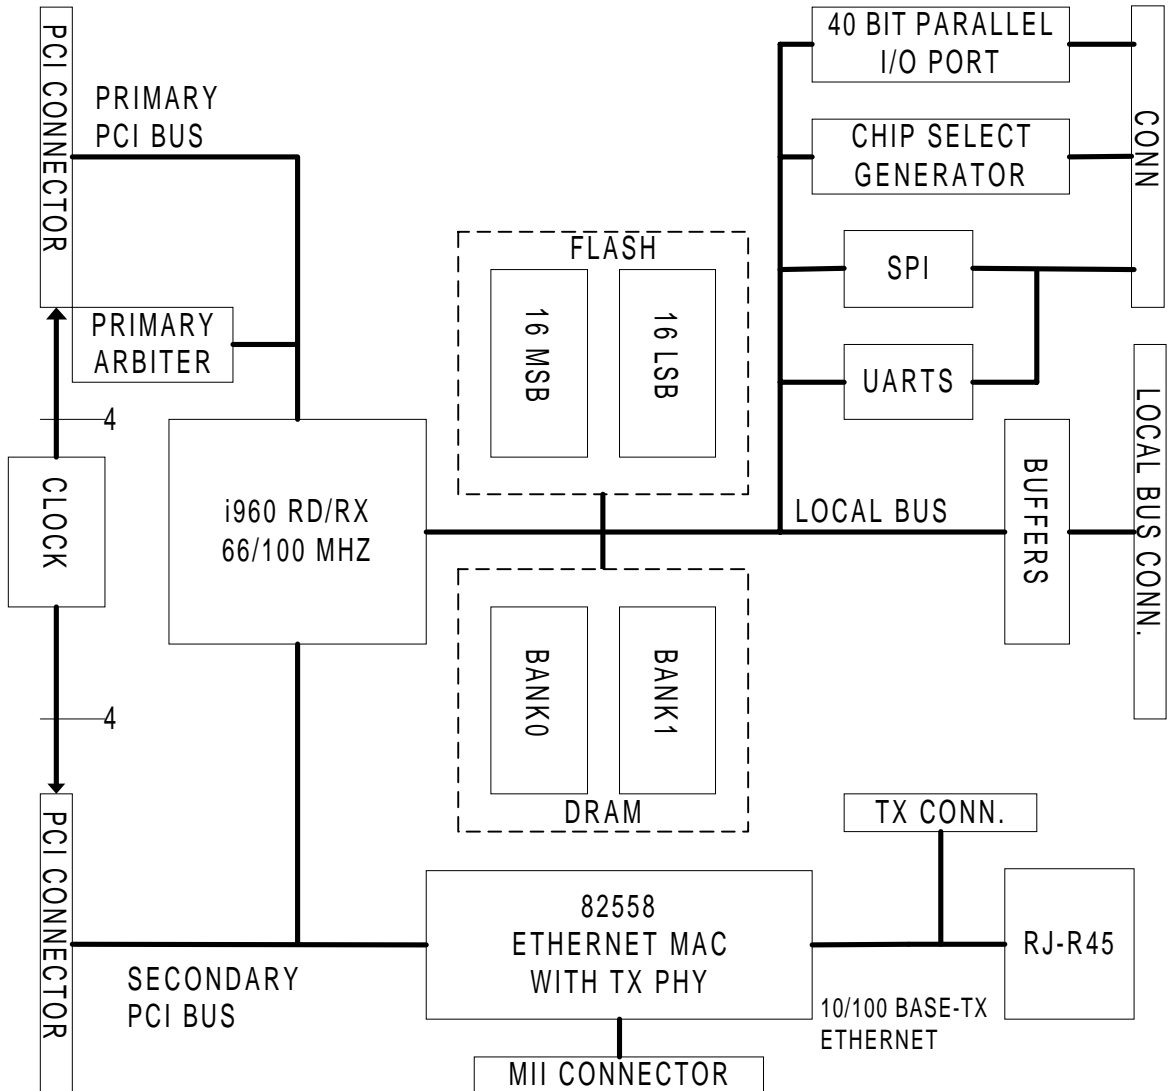 PCI CONNECTOR
PRIMARY
PCI BUS
PRIMARY
ARBITER
4
CLOCK
4
PCI CONNECTOR
i960 RD/RX
66/100 MHZ
FLASH
16 MSB
16 LSB
BANK0
BANK1
DRAM
40 BIT PARALLEL
I/O PORT
CHIP SELECT
GENERATOR
SPI
UARTS
CONN
LOCAL BUS
BUFFERS
LOCAL BUS CONN.
SECONDARY
PCI BUS
82558
ETHERNET MAC
WITH TX PHY
MII CONNECTOR
TX CONN.
RJ-R45
10/100 BASE-TX
ETHERNET